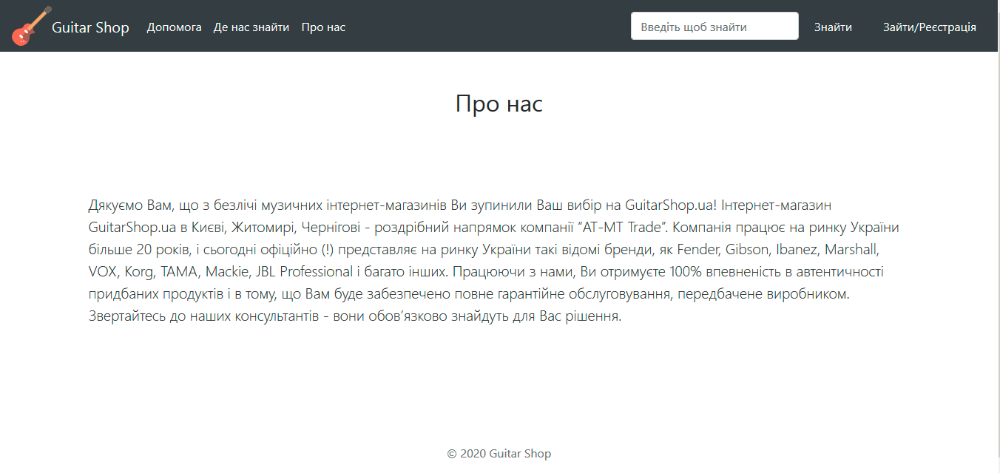 Guitar Shop Допомога Де нас знайти Про нас Введіть щоб знайти Знайти Зайти/Реєстрація
Про нас
Дякуємо Вам, що з безлічі музичних інтернет-магазинів Ви зупинили Ваш вибір на GuitarShop.ua! Інтернет-магазин
GuitarShop.ua в Києві, Житомирі, Чернігові - роздрібний напрямок компанії “AT-MT Trade”. Компанія працює на ринку України
більше 20 років, і сьогодні офіційно (!) представляє на ринку України такі відомі бренди, як Fender, Gibson, Ibanez, Marshall,
VOX, Korg, TAMA, Mackie, JBL Professional і багато інших. Працюючи з нами, Ви отримуєте 100% впевненість в автентичності
придбаних продуктів і в тому, що Вам буде забезпечено повне гарантійне обслуговування, передбачене виробником.
Звертайтесь до наших консультантів - вони обов’язково знайдуть для Вас рішення.
© 2020 Guitar Shop